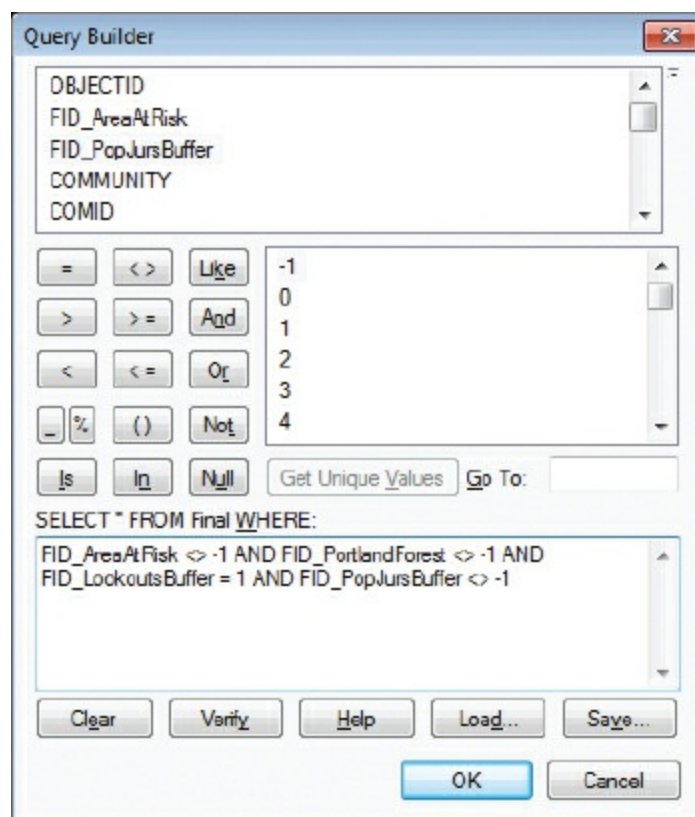 Query Builder
OBJECTID
FID_AreaAtRisk
FID_PopJursBuffer
COMMUNITY
COMID
= <> Like
> >= And
< <= Or
_ % () Not
Is In Null
-1
0
1
2
3
4
Get Unique Values Go To:
SELECT * FROM Final WHERE:
FID_AreaAtRisk <> -1 AND FID_PortlandForest <> -1 AND
FID_LookoutsBuffer = 1 AND FID_PopJursBuffer <> -1
Clear Verify Help Load... Save...
OK Cancel